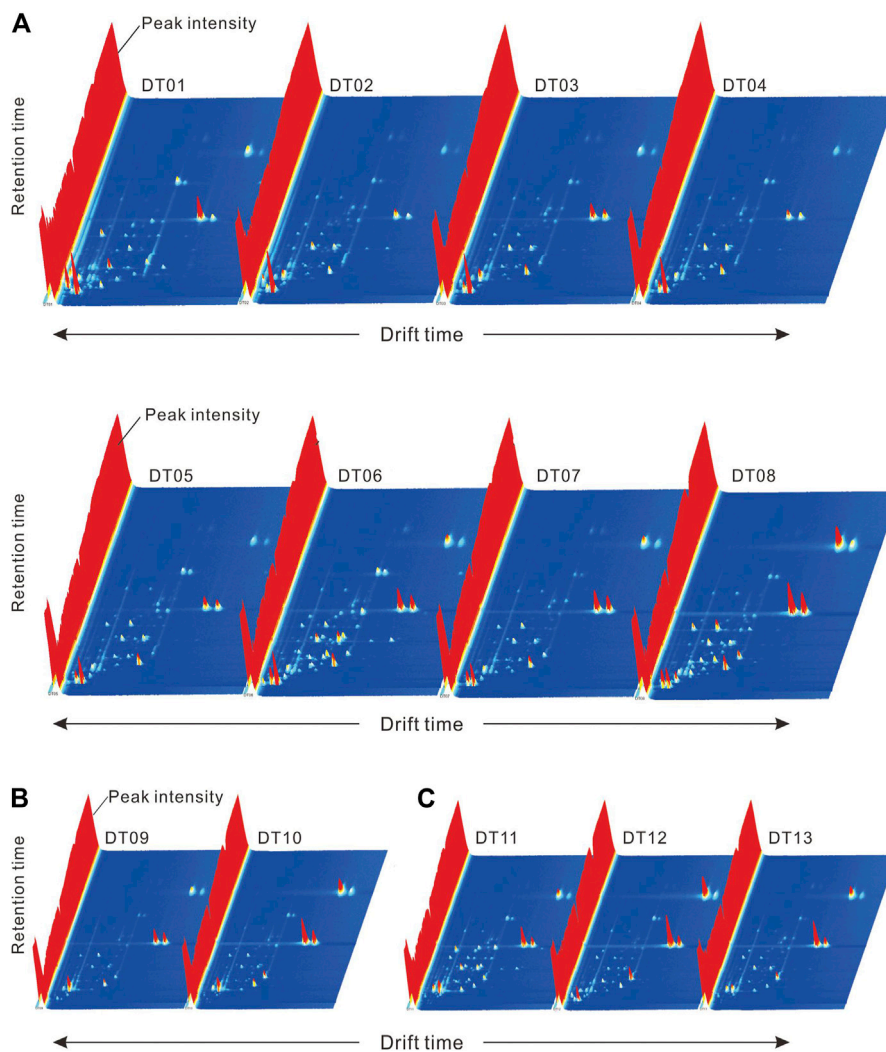 A
Peak intensity
DT01
DT02
DT03
DT04
Retention time
Drift time
Peak intensity
DT05
DT06
DT07
DT08
Retention time
Drift time
B
Peak intensity
DT09
DT10
Retention time
C
DT11
DT12
DT13
Drift time